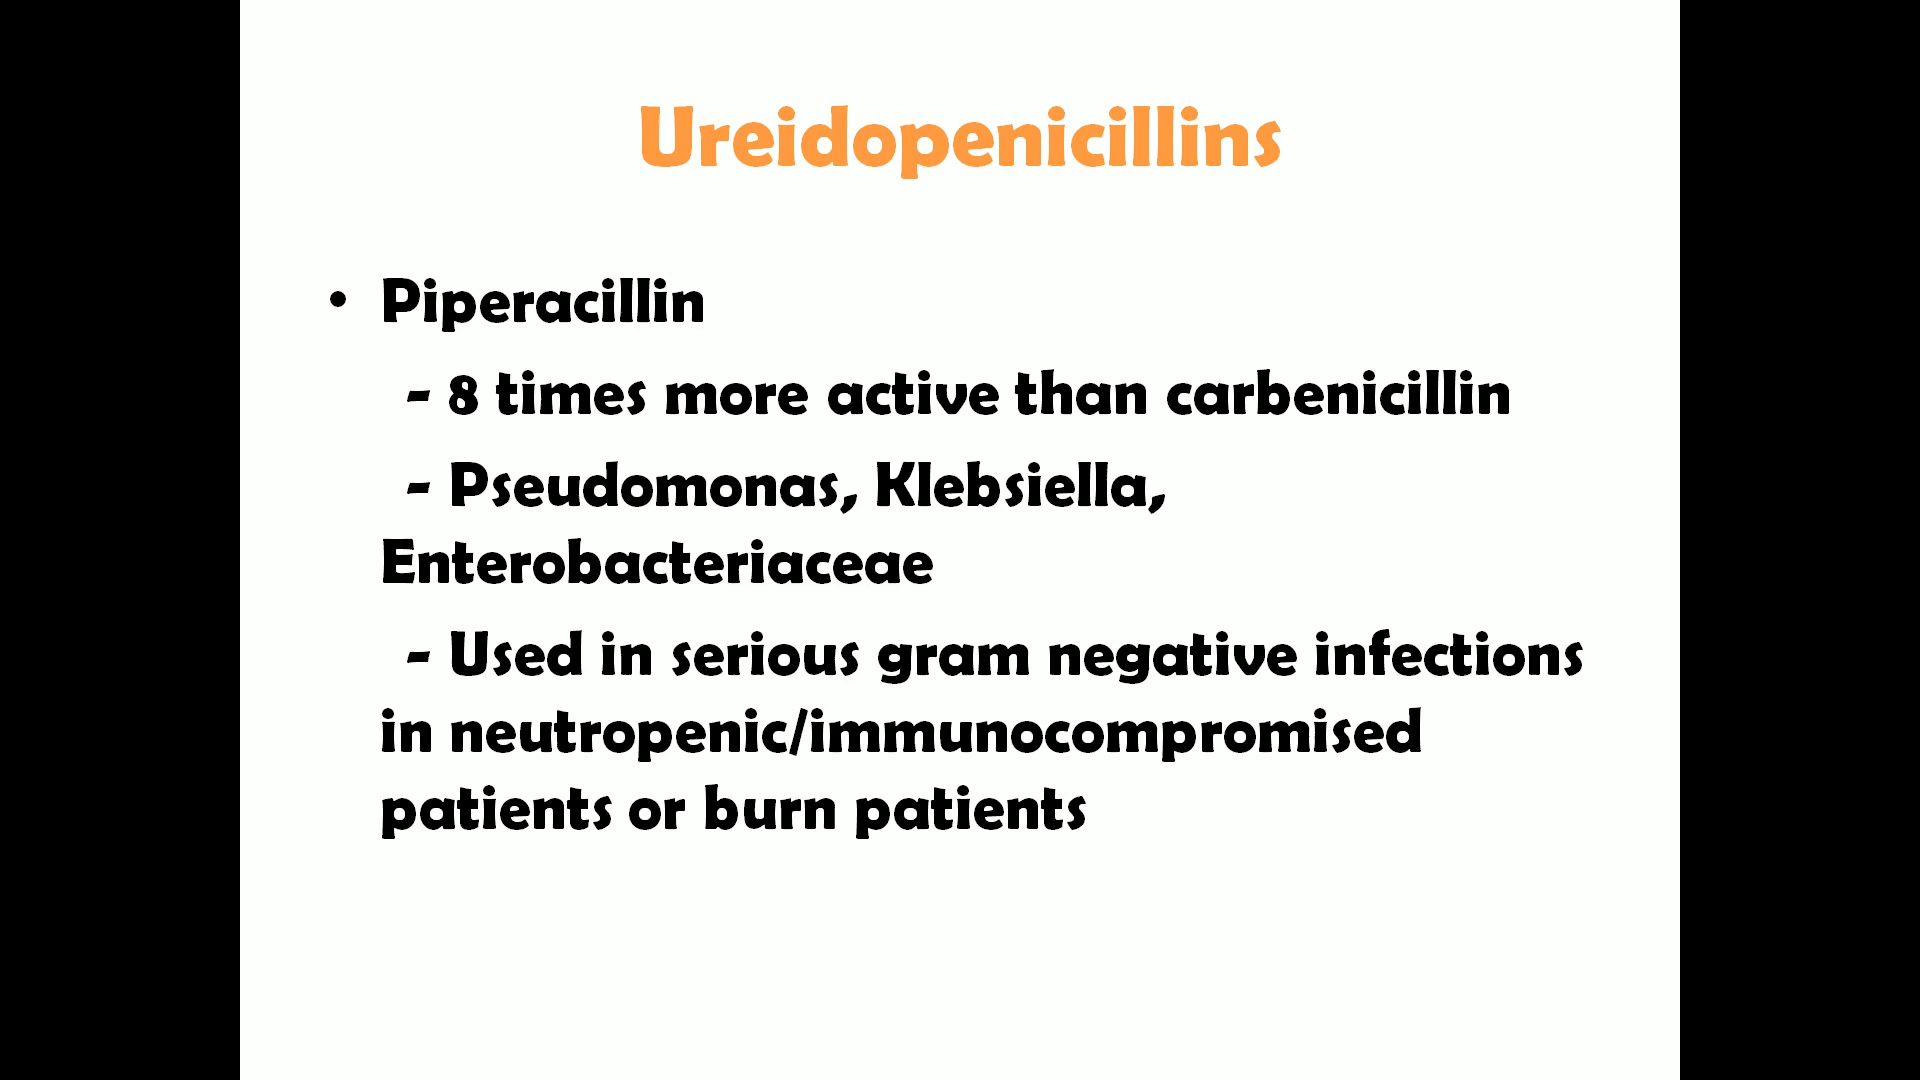 Ureidopenicillins
• Piperacillin
- 8 times more active than carbenicillin
- Pseudomonas, Klebsiella,
Enterobacteriaceae
- Used in serious gram negative infections
in neutropenic/immunocompromised
patients or burn patients